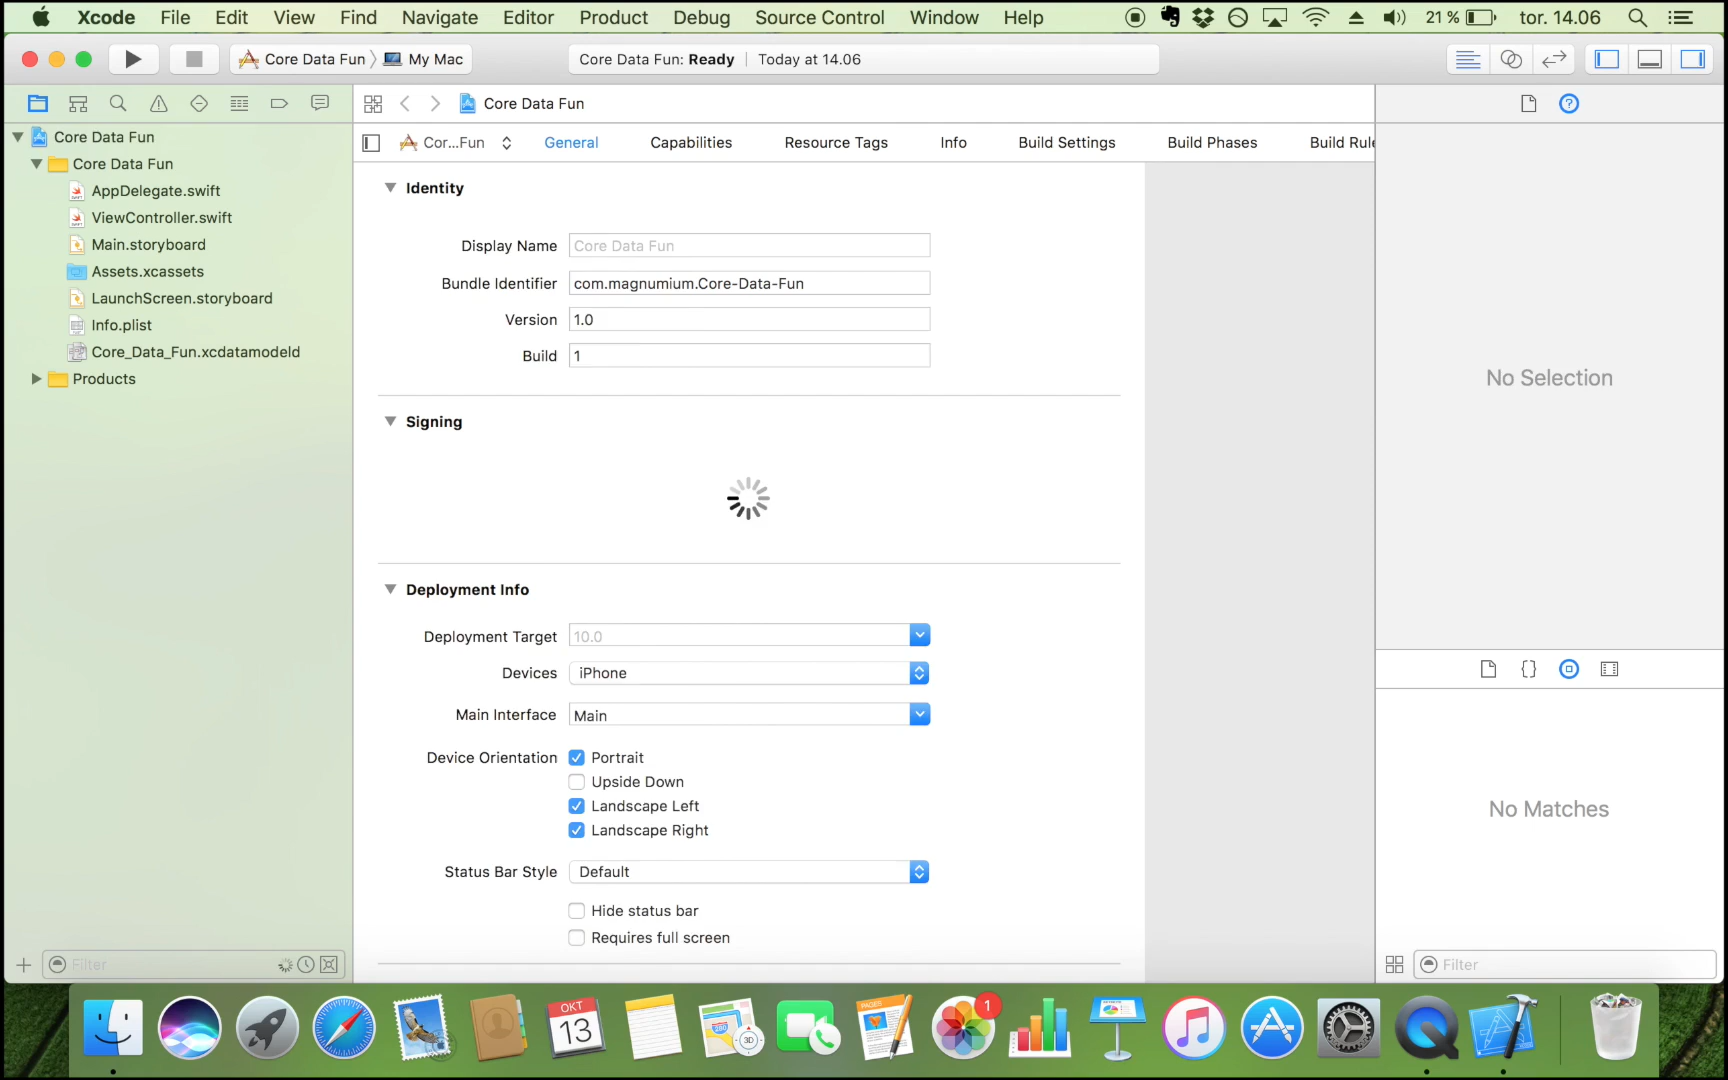 Xcode File Edit View Find Navigate Editor Product Debug Source Control Window Help 21 % tor. 14.06
Core Data Fun My Mac Core Data Fun: Ready Today at 14.06
Core Data Fun
Cor...Fun General Capabilities Resource Tags Info Build Settings Build Phases Build Rule
Core Data Fun
Core Data Fun
AppDelegate.swift
ViewController.swift
Main.storyboard
Assets.xcassets
LaunchScreen.storyboard
Info.plist
Core_Data_Fun.xcdatamodeld
Products
Filter
Identity
Display Name Core Data Fun
Bundle Identifier com.magnumium.Core-Data-Fun
Version 1.0
Build 1
Signing
Deployment Info
Deployment Target 10.0
Devices iPhone
Main Interface Main
Device Orientation Portrait
Upside Down
Landscape Left
Landscape Right
Status Bar Style Default
Hide status bar
Requires full screen
No Selection
{}
No Matches
Filter
OKT
13
280
3D
PAGES
1